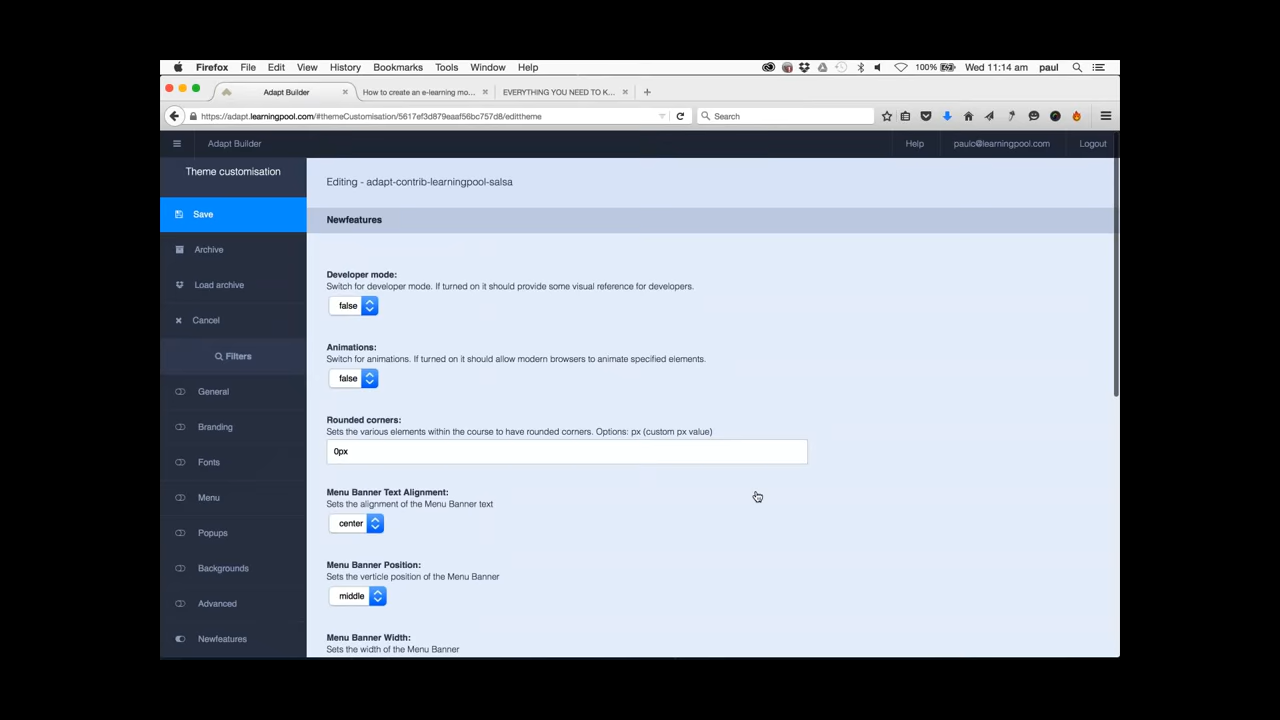 Firefox File Edit View History Bookmarks Tools Window Help 100% Wed 11:14 am paul
Adapt Builder How to create an e-learning mo... EVERYTHING YOU NEED TO K...
https://adapt.learningpool.com/#themeCustomisation/5617ef3d879eaaf56bc757d8/edittheme Search
Adapt Builder Help paulc@learningpool.com Logout
Theme customisation
Save
Archive
Load archive
Cancel
Filters
General
Branding
Fonts
Menu
Popups
Backgrounds
Advanced
Newfeatures
Editing - adapt-contrib-learningpool-salsa
Newfeatures
Developer mode:
Switch for developer mode. If turned on it should provide some visual reference for developers.
false
Animations:
Switch for animations. If turned on it should allow modern browsers to animate specified elements.
false
Rounded corners:
Sets the various elements within the course to have rounded corners. Options: px (custom px value)
0px
Menu Banner Text Alignment:
Sets the alignment of the Menu Banner text
center
Menu Banner Position:
Sets the verticle position of the Menu Banner
middle
Menu Banner Width:
Sets the width of the Menu Banner